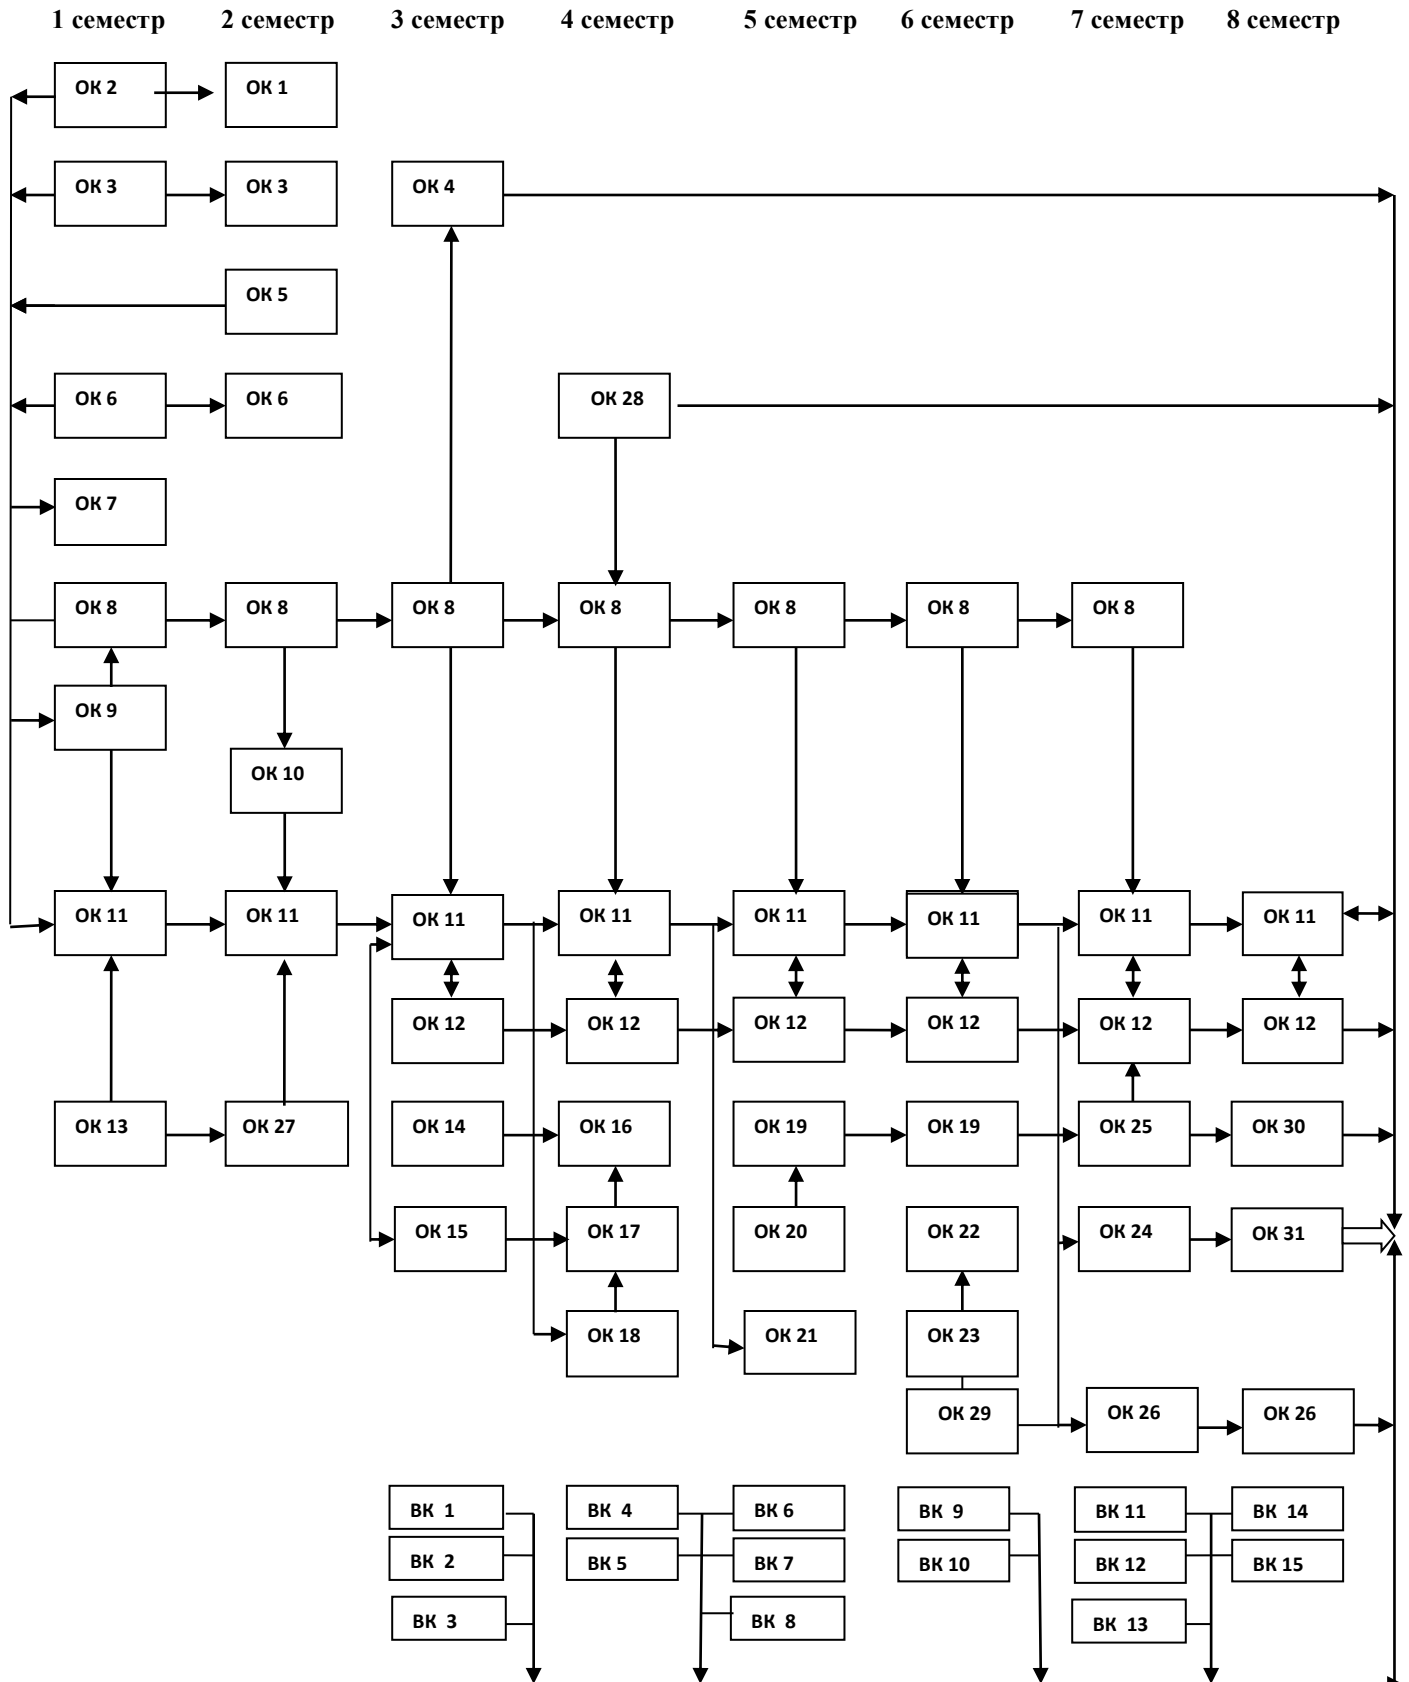 1 семестр 2 семестр 3 семестр 4 семестр 5 семестр 6 семестр 7 семестр 8 семестр
ОК 2 ОК 1
ОК 3 ОК 3 ОК 4
ОК 5
ОК 6 ОК 6 ОК 28
ОК 7
ОК 8 ОК 8 ОК 8 ОК 8 ОК 8 ОК 8 ОК 8
ОК 9
ОК 10
ОК 11 ОК 11 ОК 11 ОК 11 ОК 11 ОК 11 ОК 11 ОК 11
ОК 12 ОК 12 ОК 12 ОК 12 ОК 12 ОК 12
ОК 13 ОК 27 ОК 14 ОК 16 ОК 19 ОК 19 ОК 25 ОК 30
ОК 15 ОК 17 ОК 20 ОК 22 ОК 24 ОК 31
ОК 18 ОК 21 ОК 23
ОК 29 ОК 26 ОК 26
ВК 1 ВК 4 ВК 6 ВК 9 ВК 11 ВК 14
ВК 2 ВК 5 ВК 7 ВК 10 ВК 12 ВК 15
ВК 3 ВК 8 ВК 13